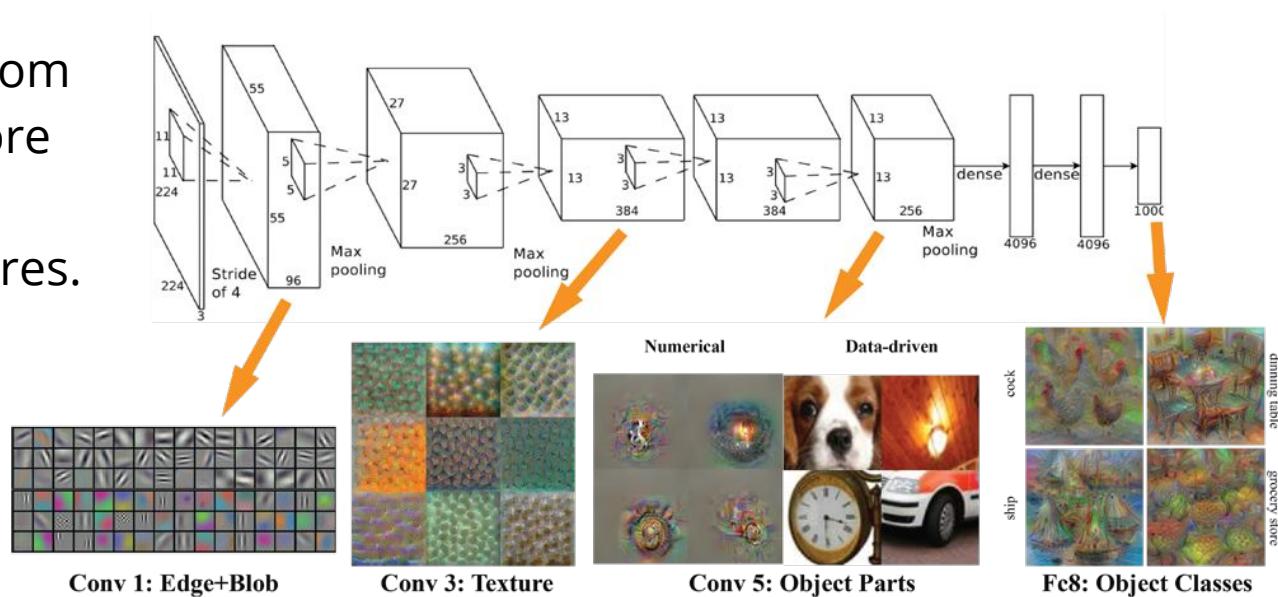 om
ore
res.
11
11
224
224
3
Stride
of 4
55
55
5
5
96
Max
pooling
27
27
3
3
256
Max
pooling
13
13
3
3
384
13
13
3
3
384
13
13
256
Max
pooling
dense
4096
dense
4096
1000
Numerical
Data-driven
cock
ship
dinning table
grocery store
Conv 1: Edge+Blob
Conv 3: Texture
Conv 5: Object Parts
Fc8: Object Classes